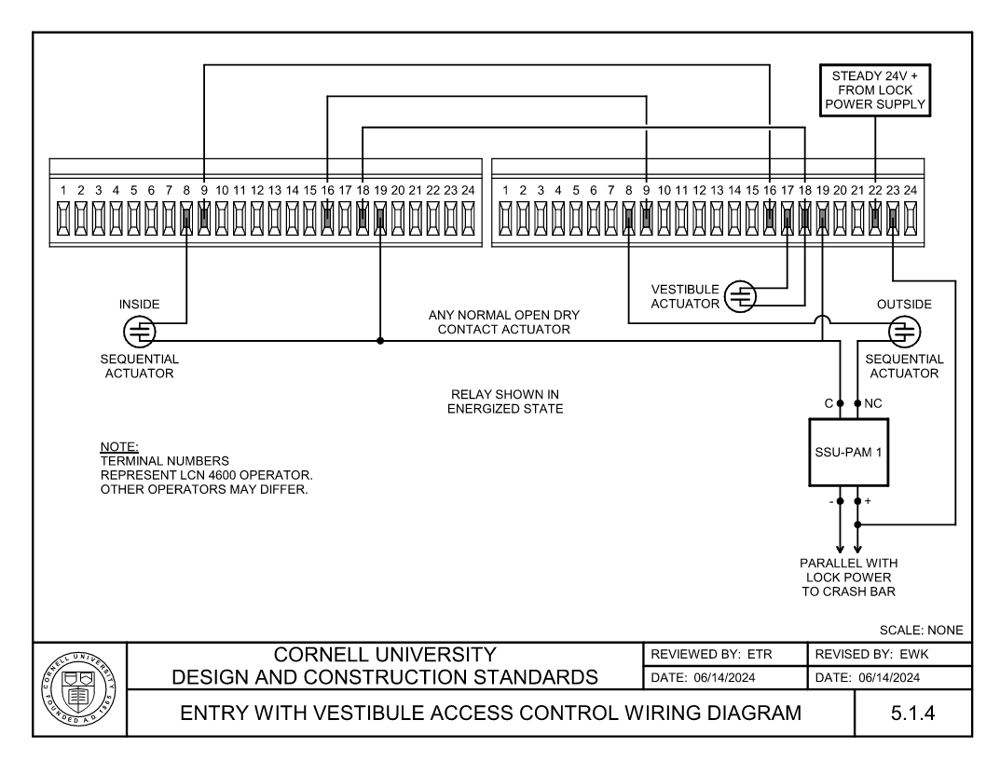 STEADY 24V +
FROM LOCK
POWER SUPPLY
1 2 3 4 5 6 7 8 9 10 11 12 13 14 15 16 17 18 19 20 21 22 23 24
1 2 3 4 5 6 7 8 9 10 11 12 13 14 15 16 17 18 19 20 21 22 23 24
VESTIBULE
ACTUATOR
INSIDE
SEQUENTIAL
ACTUATOR
ANY NORMAL OPEN DRY
CONTACT ACTUATOR
OUTSIDE
SEQUENTIAL
ACTUATOR
RELAY SHOWN IN
ENERGIZED STATE
C NC
SSU-PAM 1
- +
NOTE:
TERMINAL NUMBERS
REPRESENT LCN 4600 OPERATOR.
OTHER OPERATORS MAY DIFFER.
PARALLEL WITH
LOCK POWER
TO CRASH BAR
SCALE: NONE
CORNELL UNIVERSITY
FOUNDED A.D. 1865
CORNELL UNIVERSITY
DESIGN AND CONSTRUCTION STANDARDS
REVIEWED BY: ETR
REVISED BY: EWK
DATE: 06/14/2024
DATE: 06/14/2024
ENTRY WITH VESTIBULE ACCESS CONTROL WIRING DIAGRAM
5.1.4